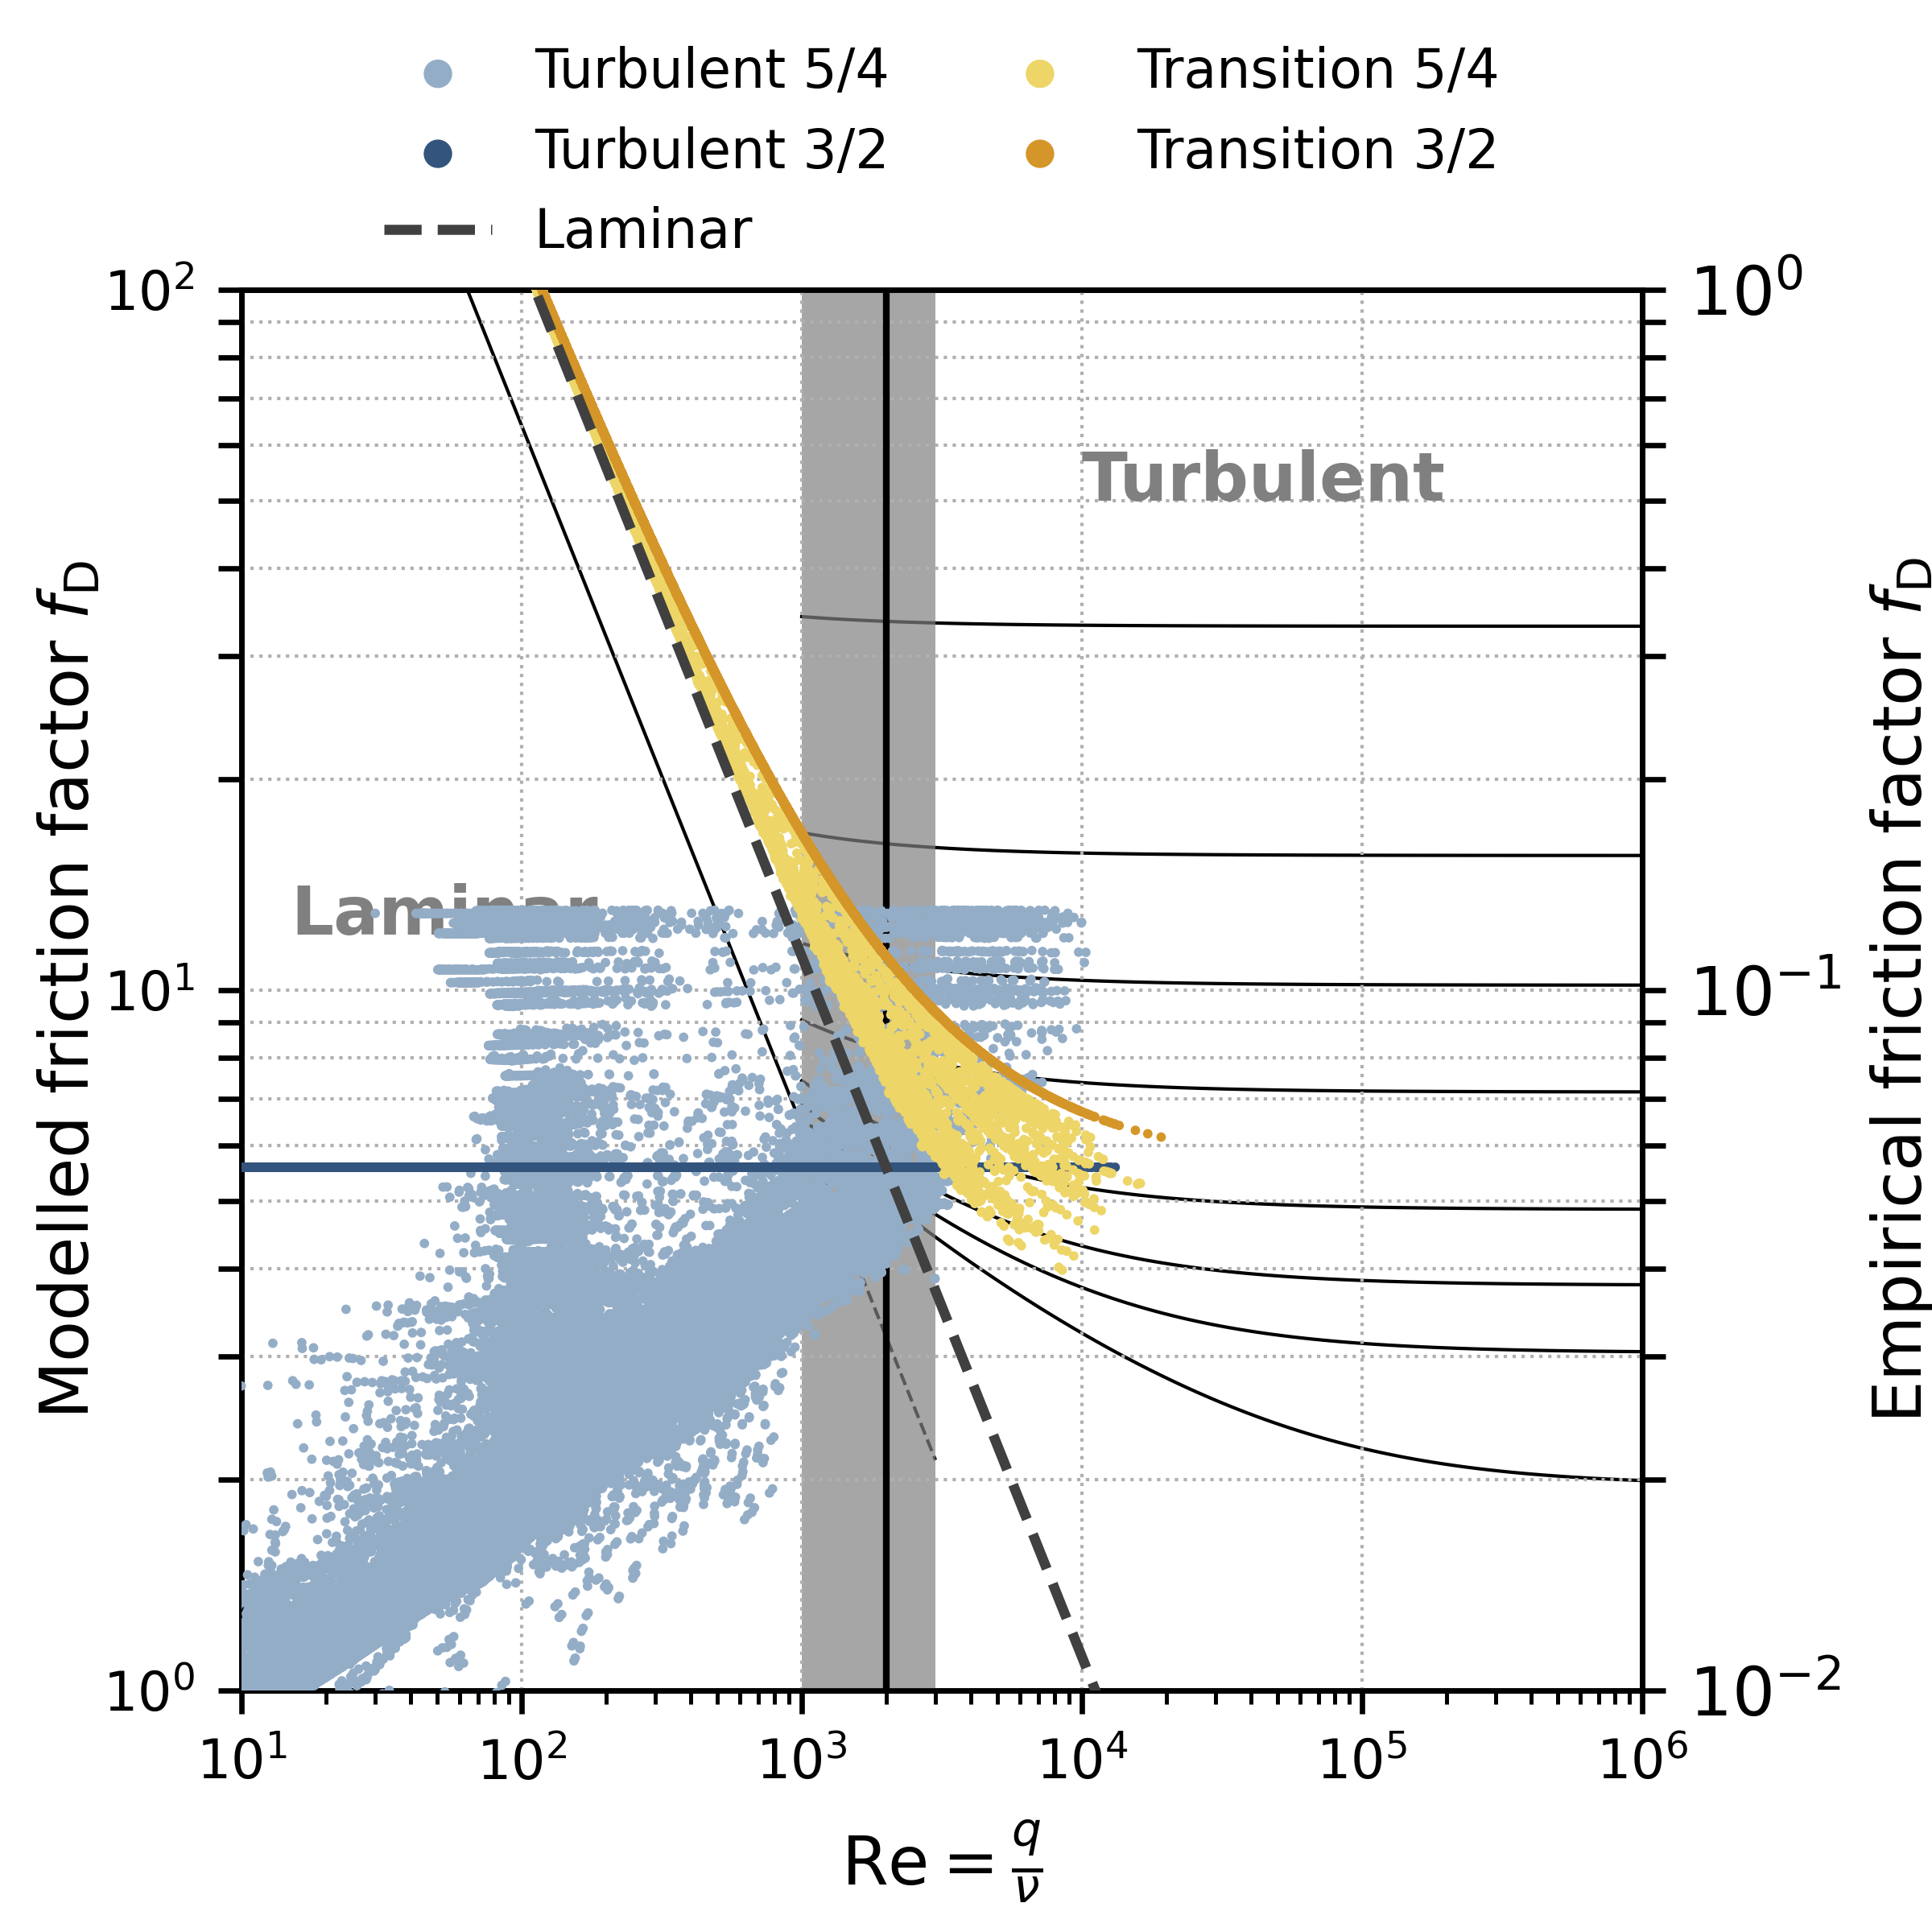 Turbulent 5/4
Turbulent 3/2
Laminar
Transition 5/4
Transition 3/2
10²
10¹
10⁰
Modelled friction factor f_D
Turbulent
Laminar
10⁰
10⁻¹
10⁻²
Empirical friction factor f_D
10¹ 10² 10³ 10⁴ 10⁵ 10⁶
Re = q/ν